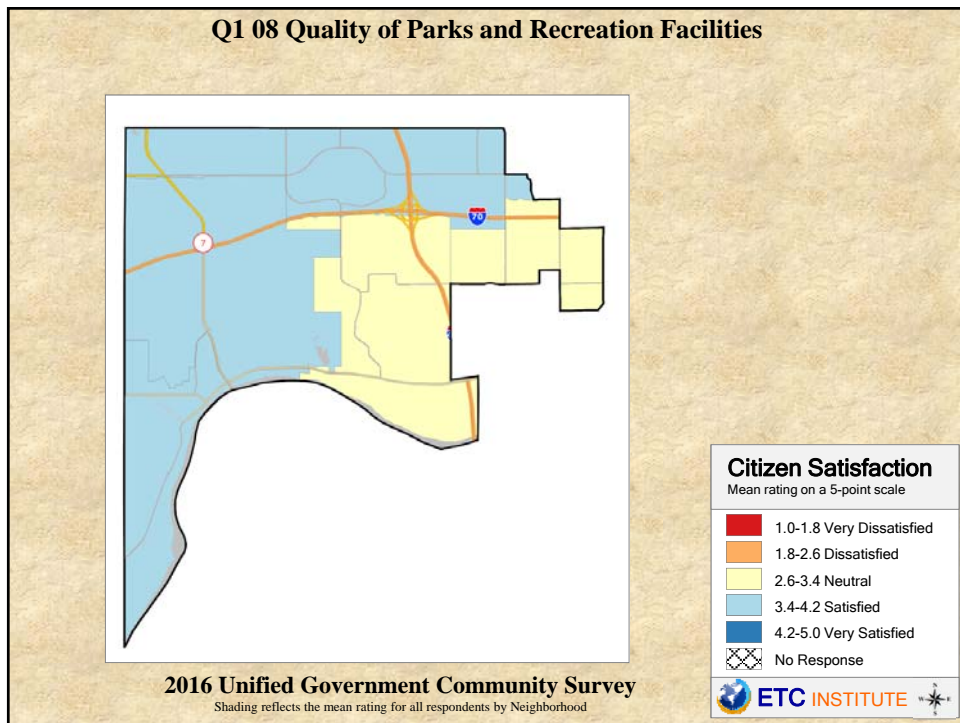 Q1 08 Quality of Parks and Recreation Facilities
70
7
Citizen Satisfaction
Mean rating on a 5-point scale
1.0-1.8 Very Dissatisfied
1.8-2.6 Dissatisfied
2.6-3.4 Neutral
3.4-4.2 Satisfied
4.2-5.0 Very Satisfied
No Response
2016 Unified Government Community Survey
Shading reflects the mean rating for all respondents by Neighborhood
ETC INSTITUTE
N
W E
S